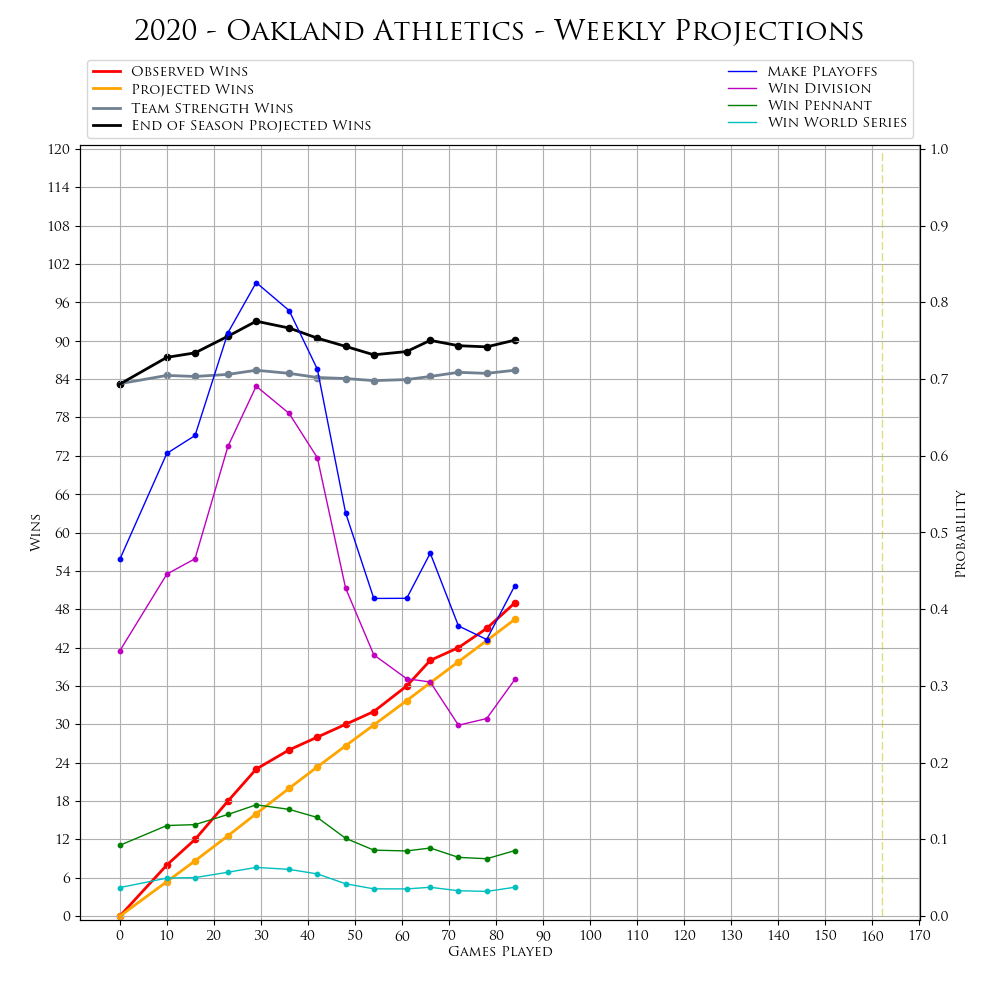 2020 - Oakland Athletics - Weekly Projections
Observed Wins
Projected Wins
Team Strength Wins
End of Season Projected Wins
Make Playoffs
Win Division
Win Pennant
Win World Series
120
114
108
102
96
90
84
78
72
66
60
54
48
42
36
30
24
18
12
6
0
Wins
1.0
0.9
0.8
0.7
0.6
0.5
0.4
0.3
0.2
0.1
0.0
Probability
0 10 20 30 40 50 60 70 80 90 100 110 120 130 140 150 160 170
Games Played